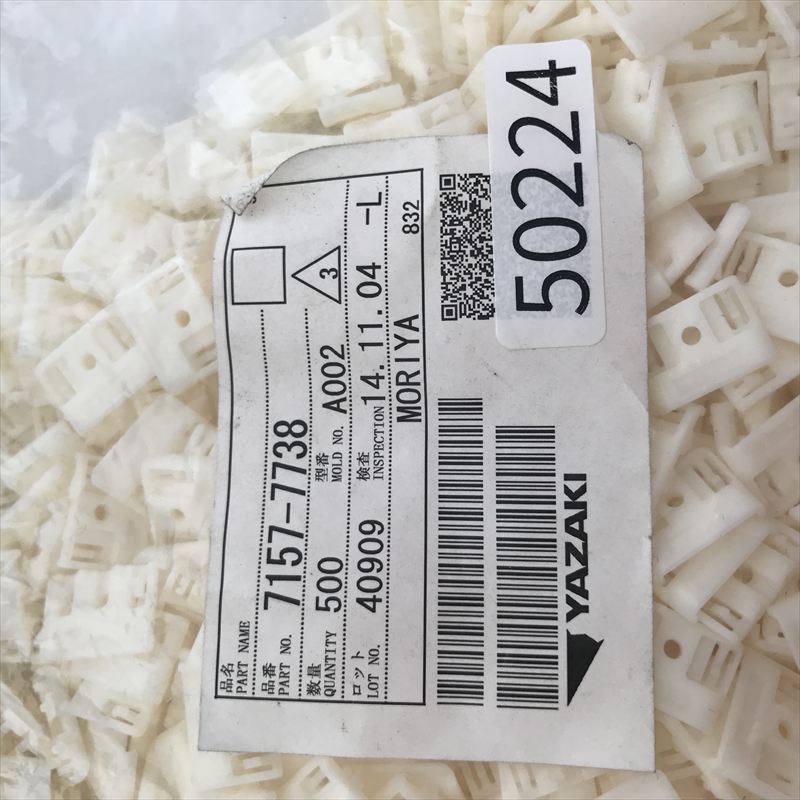 50224
品名
PART NAME
品番
PART NO. 7157-7738
3
数量
QUANTITY 500
型番
MOLD NO. A002
ロット
LOT NO. 40909
検査
INSPECTION 14.11.04 -L
MORIYA 832
YAZAKI